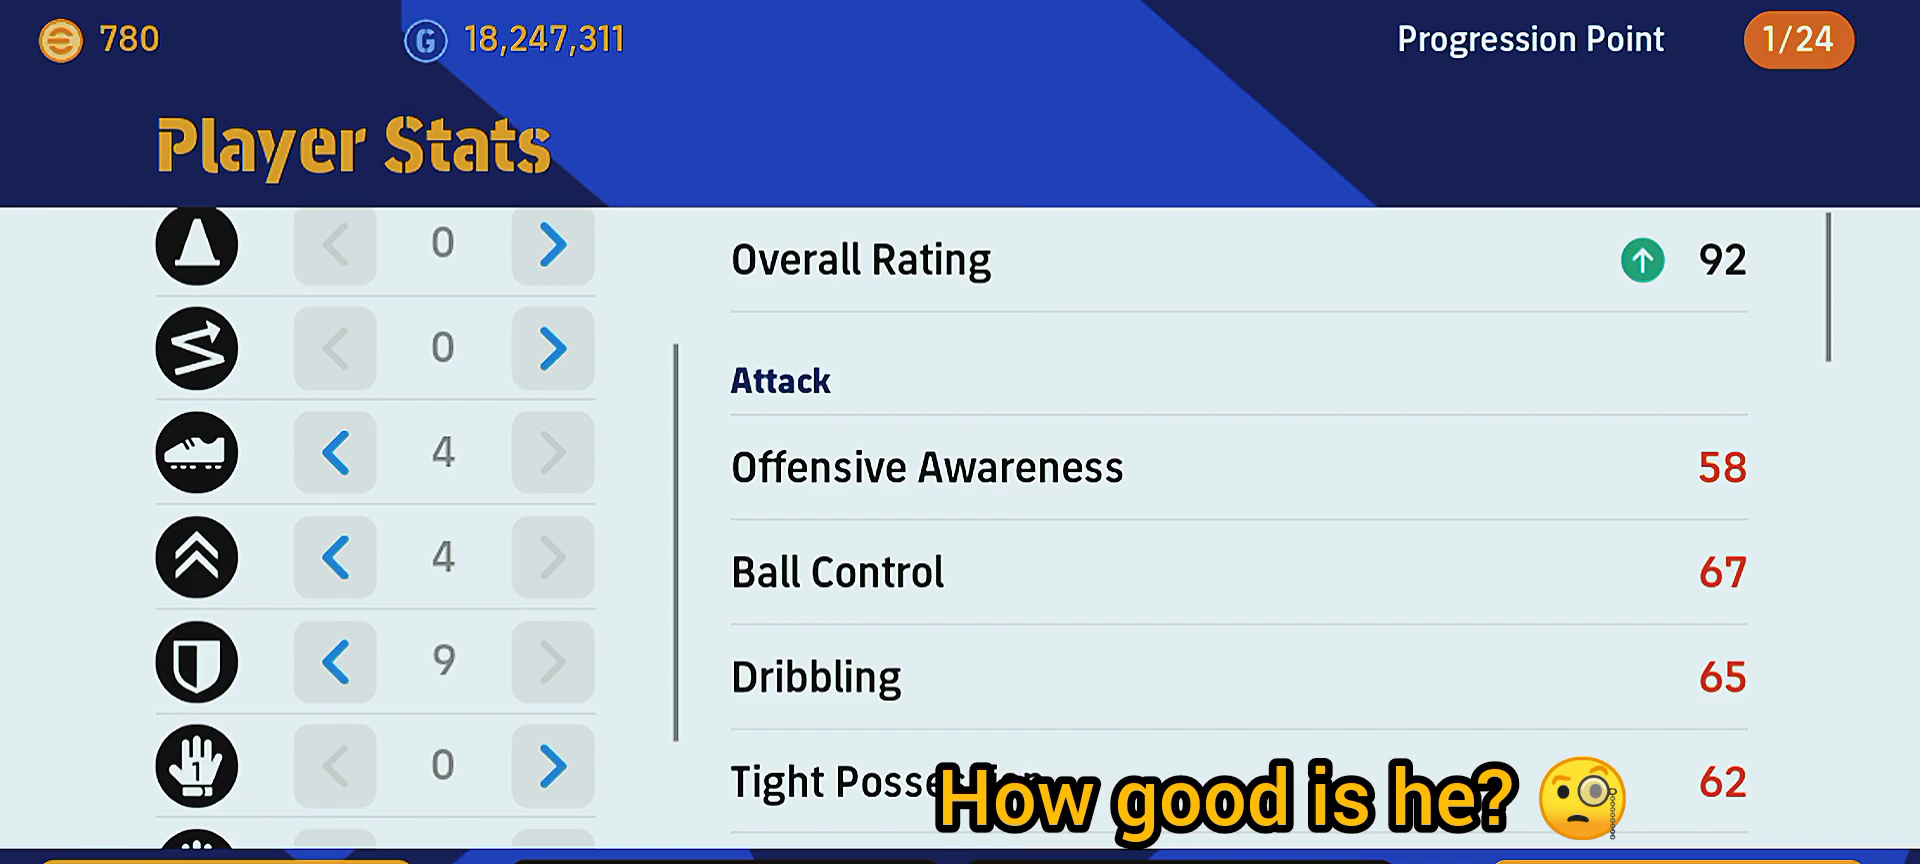 780
G 18,247,311
Progression Point 1/24
Player Stats
0
0
4
4
9
1
0
Overall Rating 92
Attack
Offensive Awareness 58
Ball Control 67
Dribbling 65
Tight 62
How good is he? 🧐